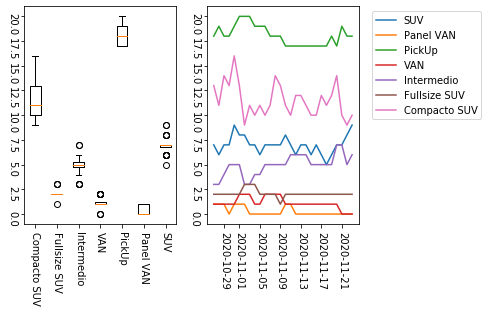 20.0
17.5
15.0
12.5
10.0
7.5
5.0
2.5
0.0
Compacto SUV
Fullsize SUV
Intermedio
VAN
PickUp
Panel VAN
SUV
20.0
17.5
15.0
12.5
10.0
7.5
5.0
2.5
0.0
2020-10-29
2020-11-01
2020-11-05
2020-11-09
2020-11-13
2020-11-17
2020-11-21
SUV
Panel VAN
PickUp
VAN
Intermedio
Fullsize SUV
Compacto SUV